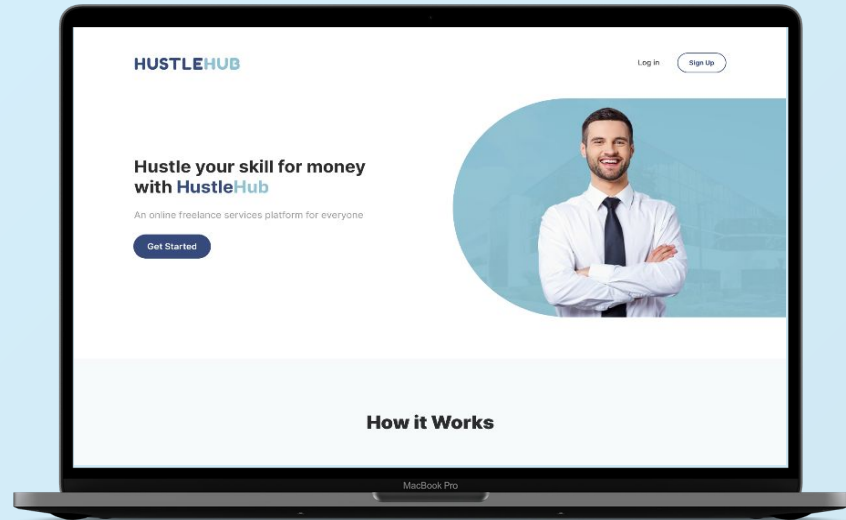 HUSTLEHUB
Log in
Sign Up
Hustle your skill for money
with HustleHub
An online freelance services platform for everyone
Get Started
How it Works
MacBook Pro